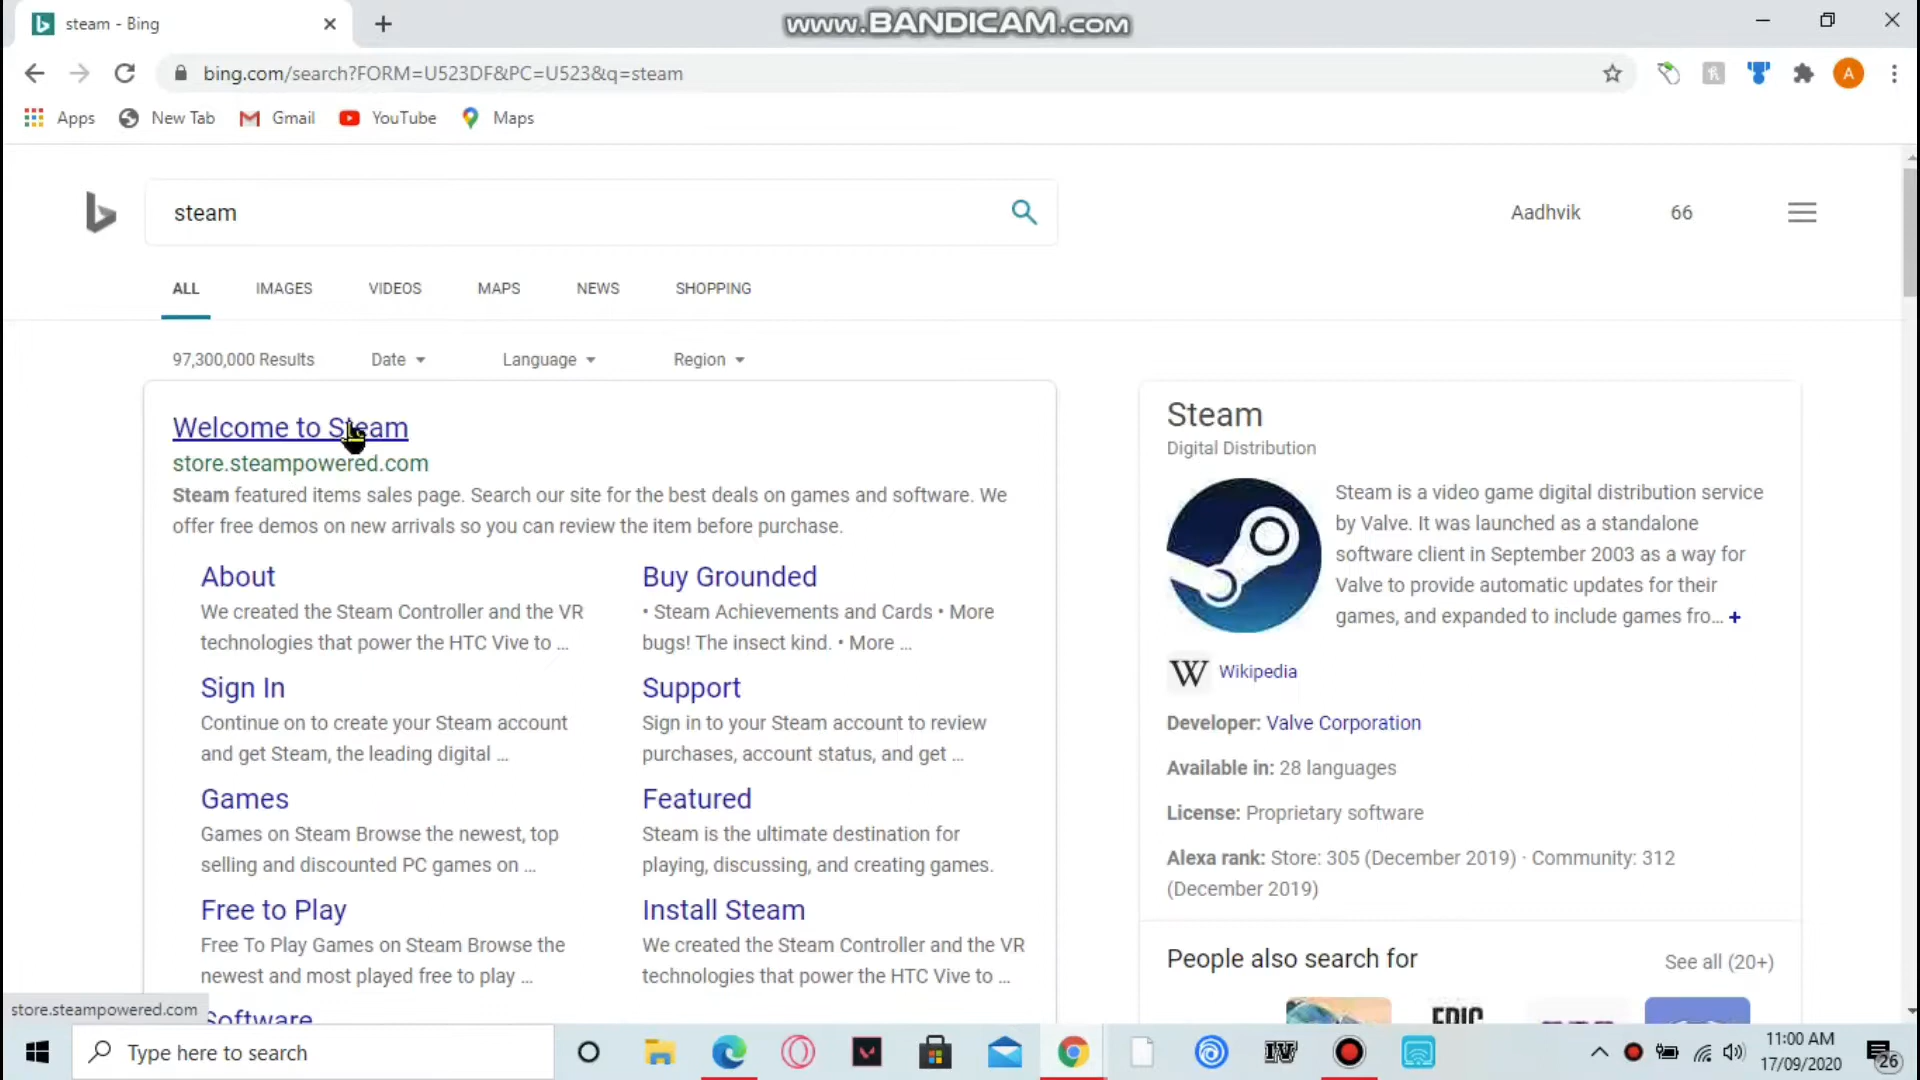 steam - Bing
www.BANDICAM.com
bing.com/search?FORM=U523DF&PC=U523&q=steam
A
Apps
New Tab
Gmail
YouTube
Maps
steam
Aadhvik
66
ALL
IMAGES
VIDEOS
MAPS
NEWS
SHOPPING
97,300,000 Results
Date
Language
Region
Welcome to Steam
store.steampowered.com
Steam featured items sales page. Search our site for the best deals on games and software. We
offer free demos on new arrivals so you can review the item before purchase.
About
We created the Steam Controller and the VR
technologies that power the HTC Vive to ...
Buy Grounded
• Steam Achievements and Cards • More
bugs! The insect kind. • More ...
Sign In
Continue on to create your Steam account
and get Steam, the leading digital ...
Support
Sign in to your Steam account to review
purchases, account status, and get ...
Games
Games on Steam Browse the newest, top
selling and discounted PC games on ...
Featured
Steam is the ultimate destination for
playing, discussing, and creating games.
Free to Play
Free To Play Games on Steam Browse the
newest and most played free to play ...
Install Steam
We created the Steam Controller and the VR
technologies that power the HTC Vive to ...
Software
Steam
Digital Distribution
Steam is a video game digital distribution service
by Valve. It was launched as a standalone
software client in September 2003 as a way for
Valve to provide automatic updates for their
games, and expanded to include games fro... +
W Wikipedia
Developer: Valve Corporation
Available in: 28 languages
License: Proprietary software
Alexa rank: Store: 305 (December 2019) · Community: 312
(December 2019)
People also search for
See all (20+)
EPIC
store.steampowered.com
Type here to search
IV
11:00 AM
17/09/2020
26